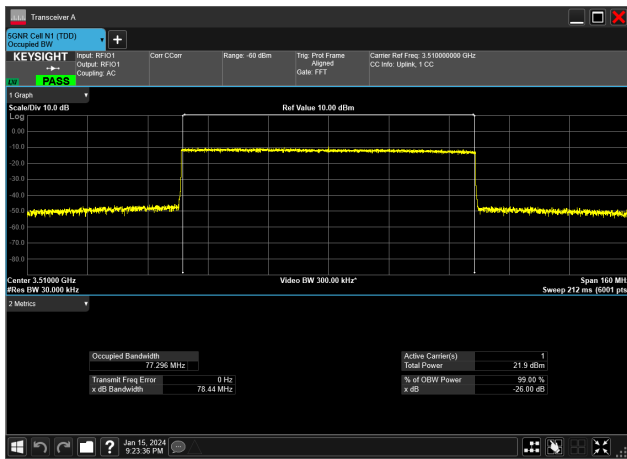 Transceiver A
5GNR Cell N1 (TDD)
Occupied BW
KEYSIGHT
PASS
Input: RFIO1
Output: RFIO1
Coupling: AC
Corr CCorr
Range: -60 dBm
Trig: Prot Frame
Aligned
Gate: FFT
Carrier Ref Freq: 3.510000000 GHz
CC Info: Uplink, 1 CC
1 Graph
Scale/Div 10.0 dB
Ref Value 10.00 dBm
Log
0.00
-10.0
-20.0
-30.0
-40.0
-50.0
-60.0
-70.0
-80.0
Center 3.51000 GHz
Video BW 300.00 kHz*
Span 160 MH
#Res BW 30.000 kHz
Sweep 212 ms (6001 pts
2 Metrics
Occupied Bandwidth
77.296 MHz
Transmit Freq Error 0 Hz
x dB Bandwidth 78.44 MHz
Active Carrier(s) 1
Total Power 21.9 dBm
% of OBW Power 99.00 %
x dB -26.00 dB
?
Jan 15, 2024
9:23:36 PM